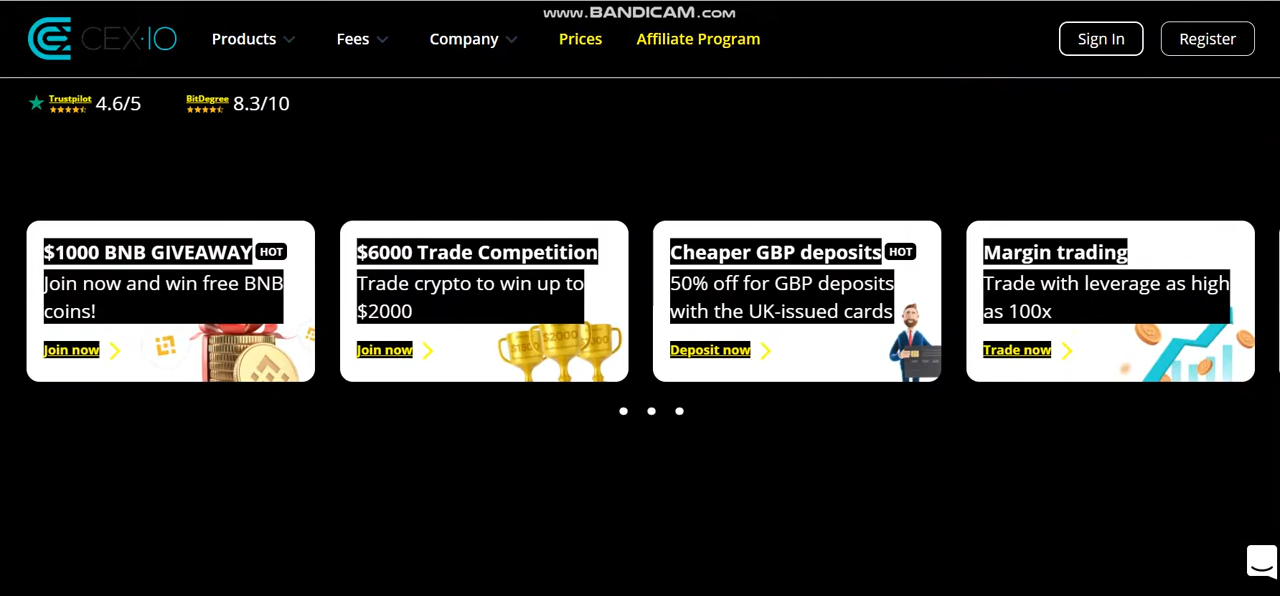 www.BANDICAM.com
CEX·IO
Products
Fees
Company
Prices
Affiliate Program
Sign In
Register
Trustpilot
4.6/5
BitDegree
8.3/10
$1000 BNB GIVEAWAY HOT
Join now and win free BNB
coins!
Join now
$6000 Trade Competition
Trade crypto to win up to
$2000
Join now
$2000
Cheaper GBP deposits HOT
50% off for GBP deposits
with the UK-issued cards
Deposit now
Margin trading
Trade with leverage as high
as 100x
Trade now